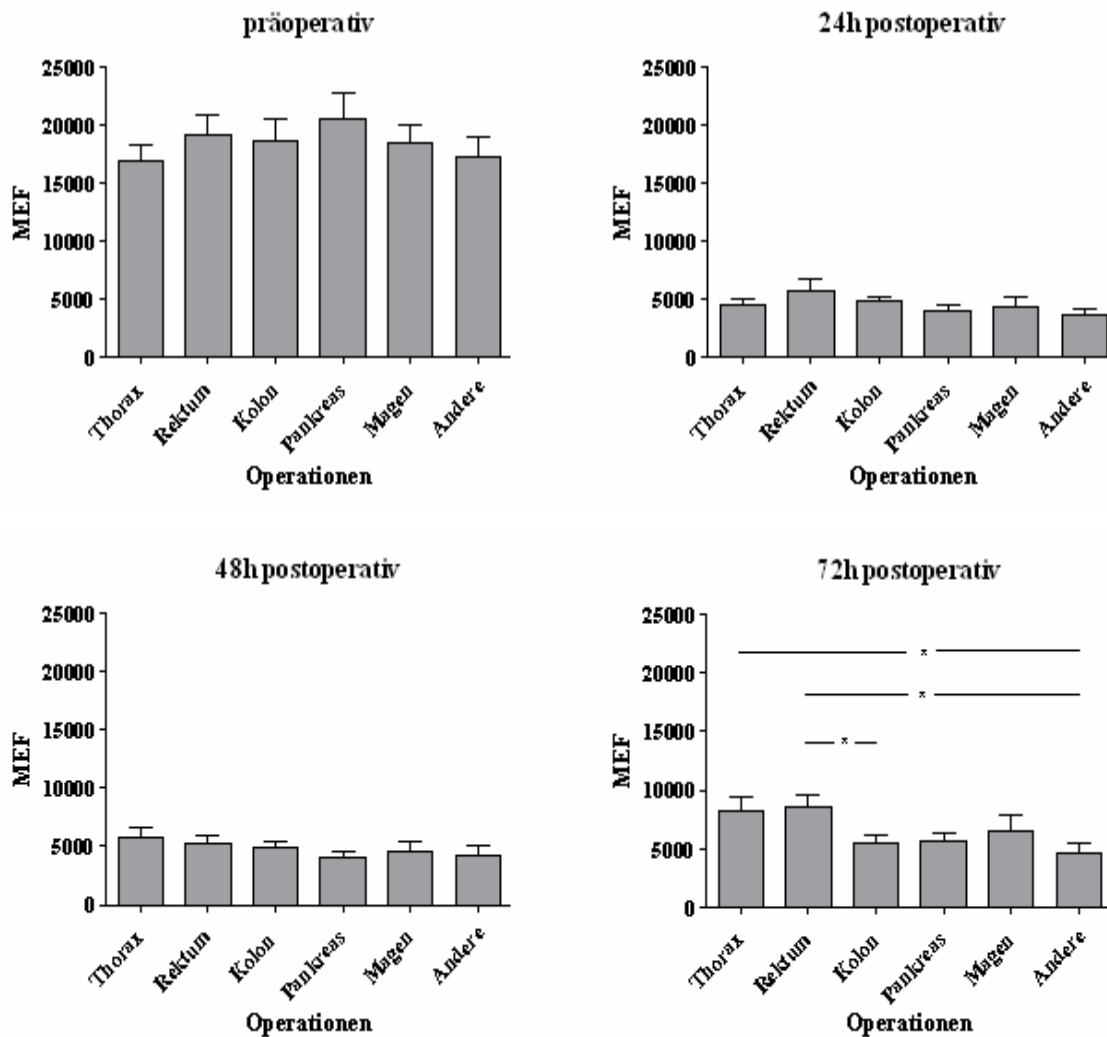 präoperativ
MEF
25000
20000
15000
10000
5000
0
Thorax
Rektum
Kolon
Pankreas
Magen
Andere
Operationen
24h postoperativ
MEF
25000
20000
15000
10000
5000
0
Thorax
Rektum
Kolon
Pankreas
Magen
Andere
Operationen
48h postoperativ
MEF
25000
20000
15000
10000
5000
0
Thorax
Rektum
Kolon
Pankreas
Magen
Andere
Operationen
72h postoperativ
MEF
25000
20000
15000
10000
5000
0
*
*
*
Thorax
Rektum
Kolon
Pankreas
Magen
Andere
Operationen